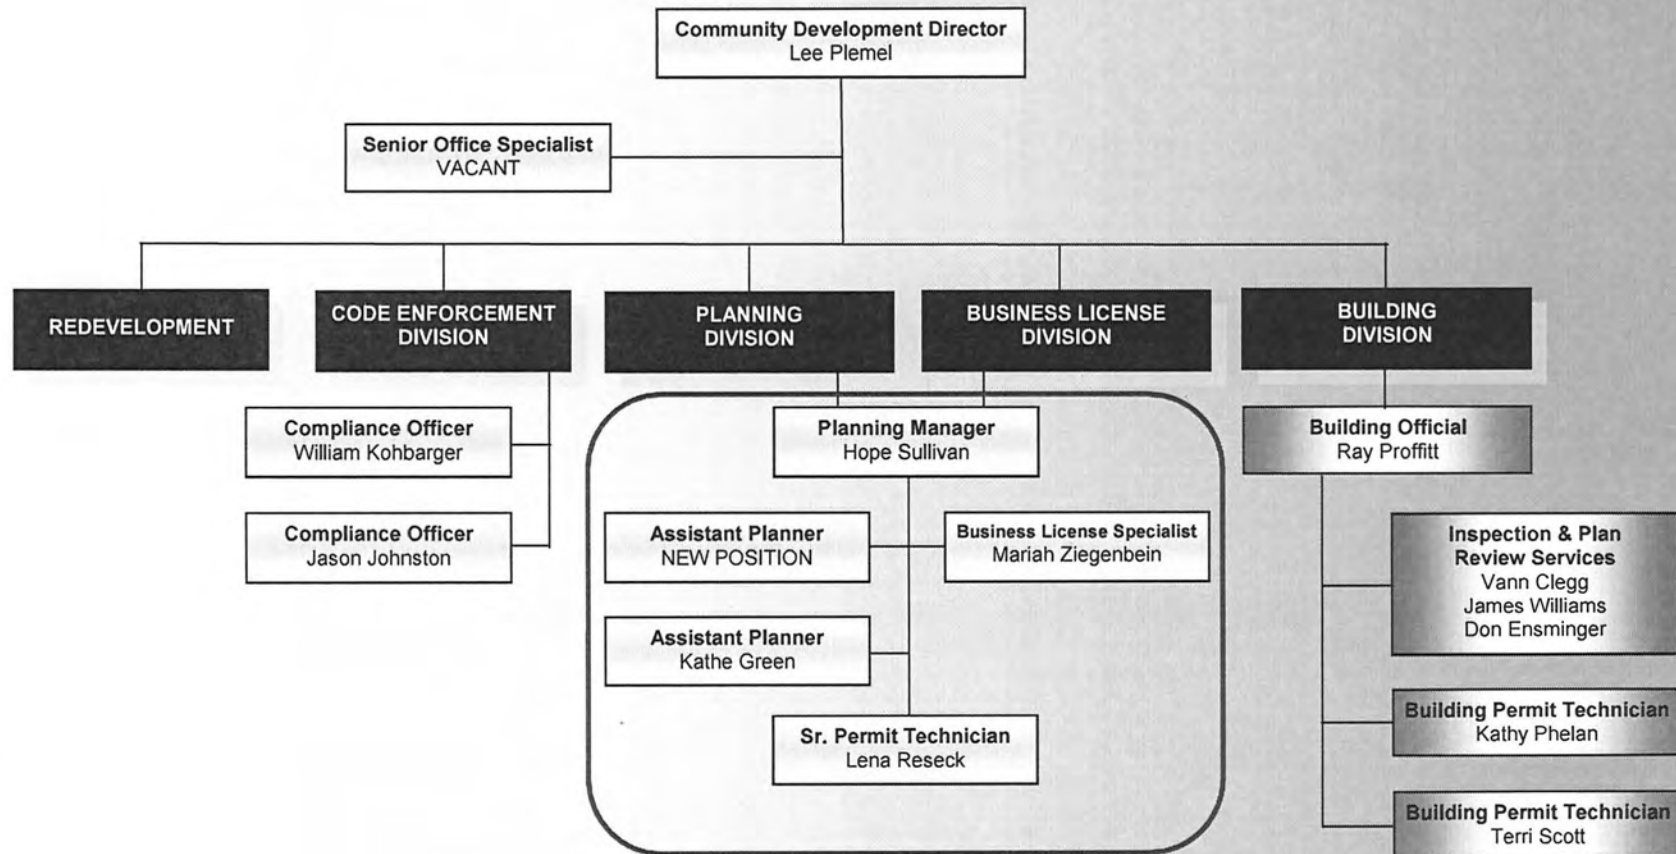 Community Development Director
Lee Plemel
Senior Office Specialist
VACANT
REDEVELOPMENT
CODE ENFORCEMENT
DIVISION
PLANNING
DIVISION
BUSINESS LICENSE
DIVISION
BUILDING
DIVISION
Compliance Officer
William Kohbarger
Compliance Officer
Jason Johnston
Planning Manager
Hope Sullivan
Assistant Planner
NEW POSITION
Business License Specialist
Mariah Ziegenbein
Assistant Planner
Kathe Green
Sr. Permit Technician
Lena Reseck
Building Official
Ray Proffitt
Inspection & Plan
Review Services
Vann Clegg
James Williams
Don Ensminger
Building Permit Technician
Kathy Phelan
Building Permit Technician
Terri Scott